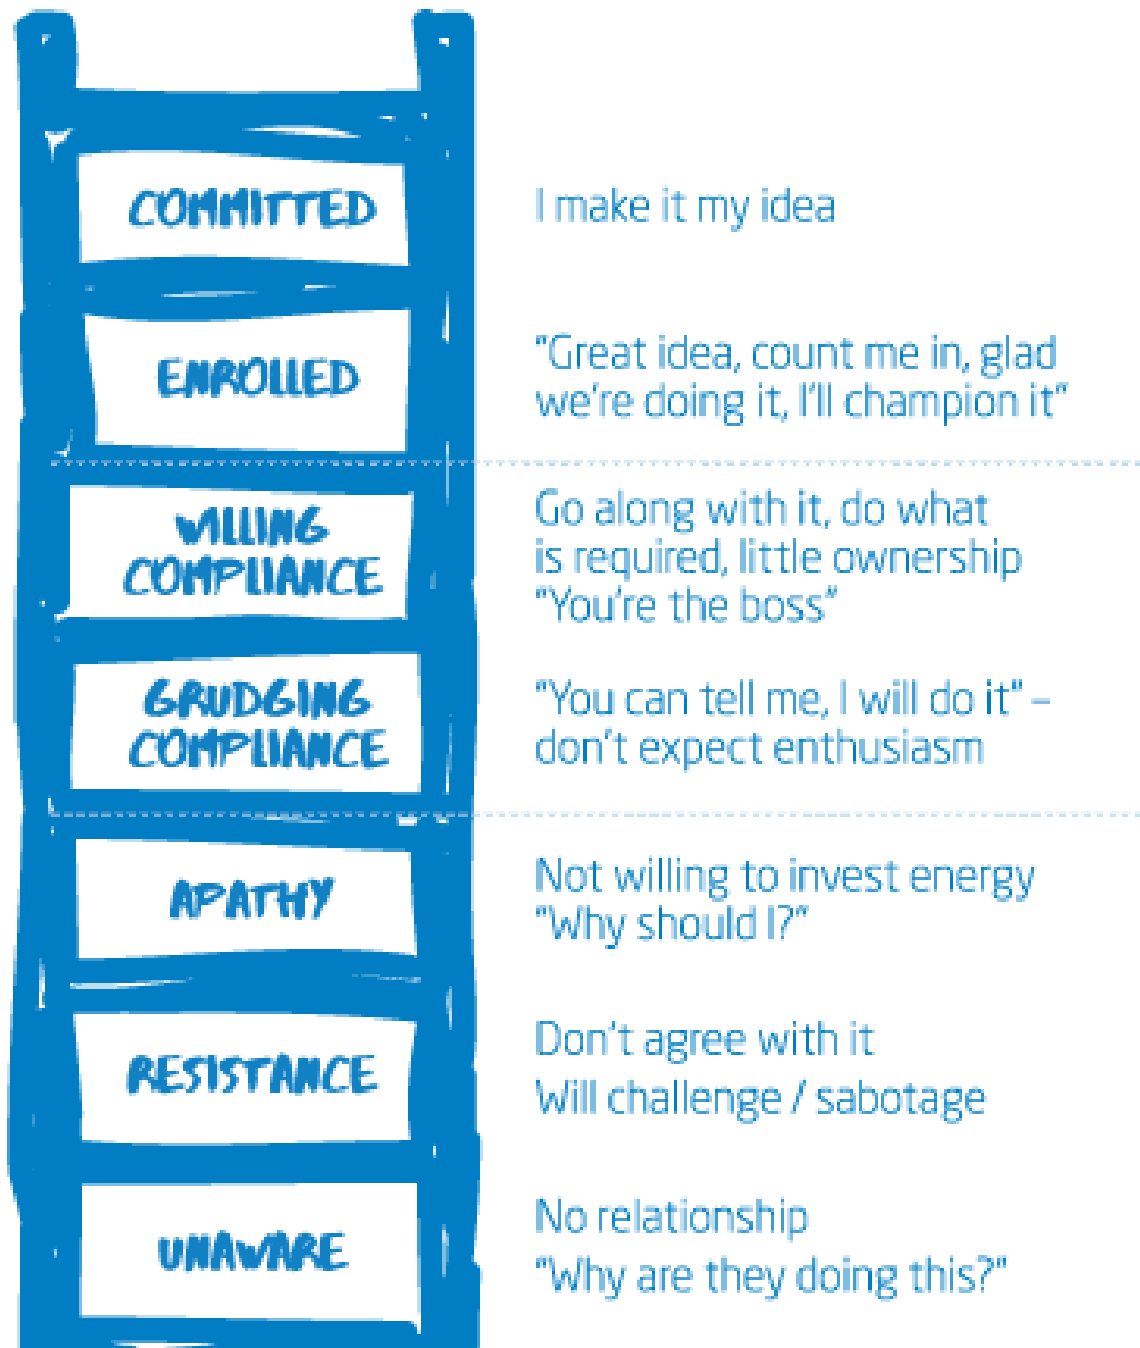 COMMITTED
I make it my idea
ENROLLED
"Great idea, count me in, glad
we're doing it, I'll champion it"
WILLING
COMPLIANCE
Go along with it, do what
is required, little ownership
"You're the boss"
GRUDGING
COMPLIANCE
"You can tell me, I will do it" –
don't expect enthusiasm
APATHY
Not willing to invest energy
"Why should I?"
RESISTANCE
Don't agree with it
Will challenge / sabotage
UNAWARE
No relationship
"Why are they doing this?"